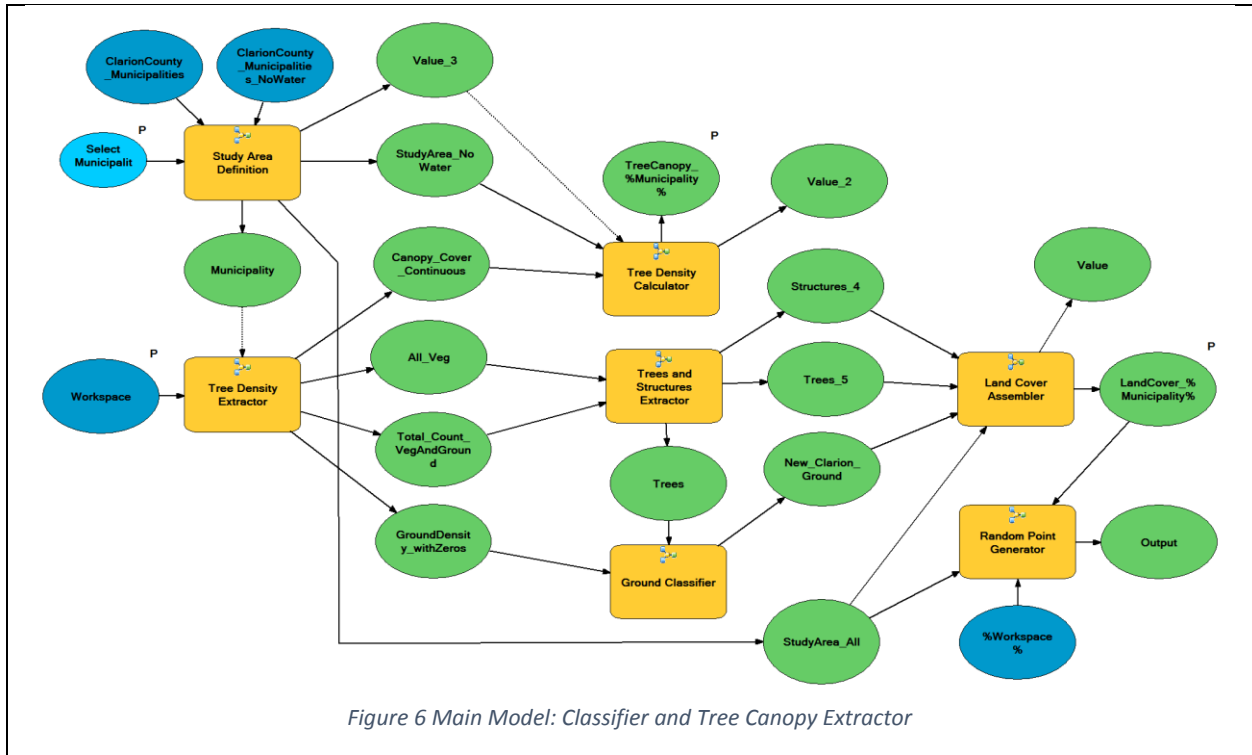 ClarionCounty
_Municipalities
ClarionCounty
_Municipalitie
s_NoWater
Value_3
P
Select
Municipalit
Study Area
Definition
StudyArea_No
Water
P
TreeCanopy_
%Municipality
%
Value_2
Municipality
Canopy_Cover
_Continuous
Tree Density
Calculator
Structures_4
Value
P
Workspace
Tree Density
Extractor
All_Veg
Trees and
Structures
Extractor
Trees_5
Land Cover
Assembler
P
LandCover_%
Municipality%
Total_Count_
VegAndGroun
d
Trees
New_Clarion_
Ground
GroundDensit
y_withZeros
Ground Classifier
Random Point
Generator
Output
StudyArea_All
%Workspace
%
Figure 6 Main Model: Classifier and Tree Canopy Extractor